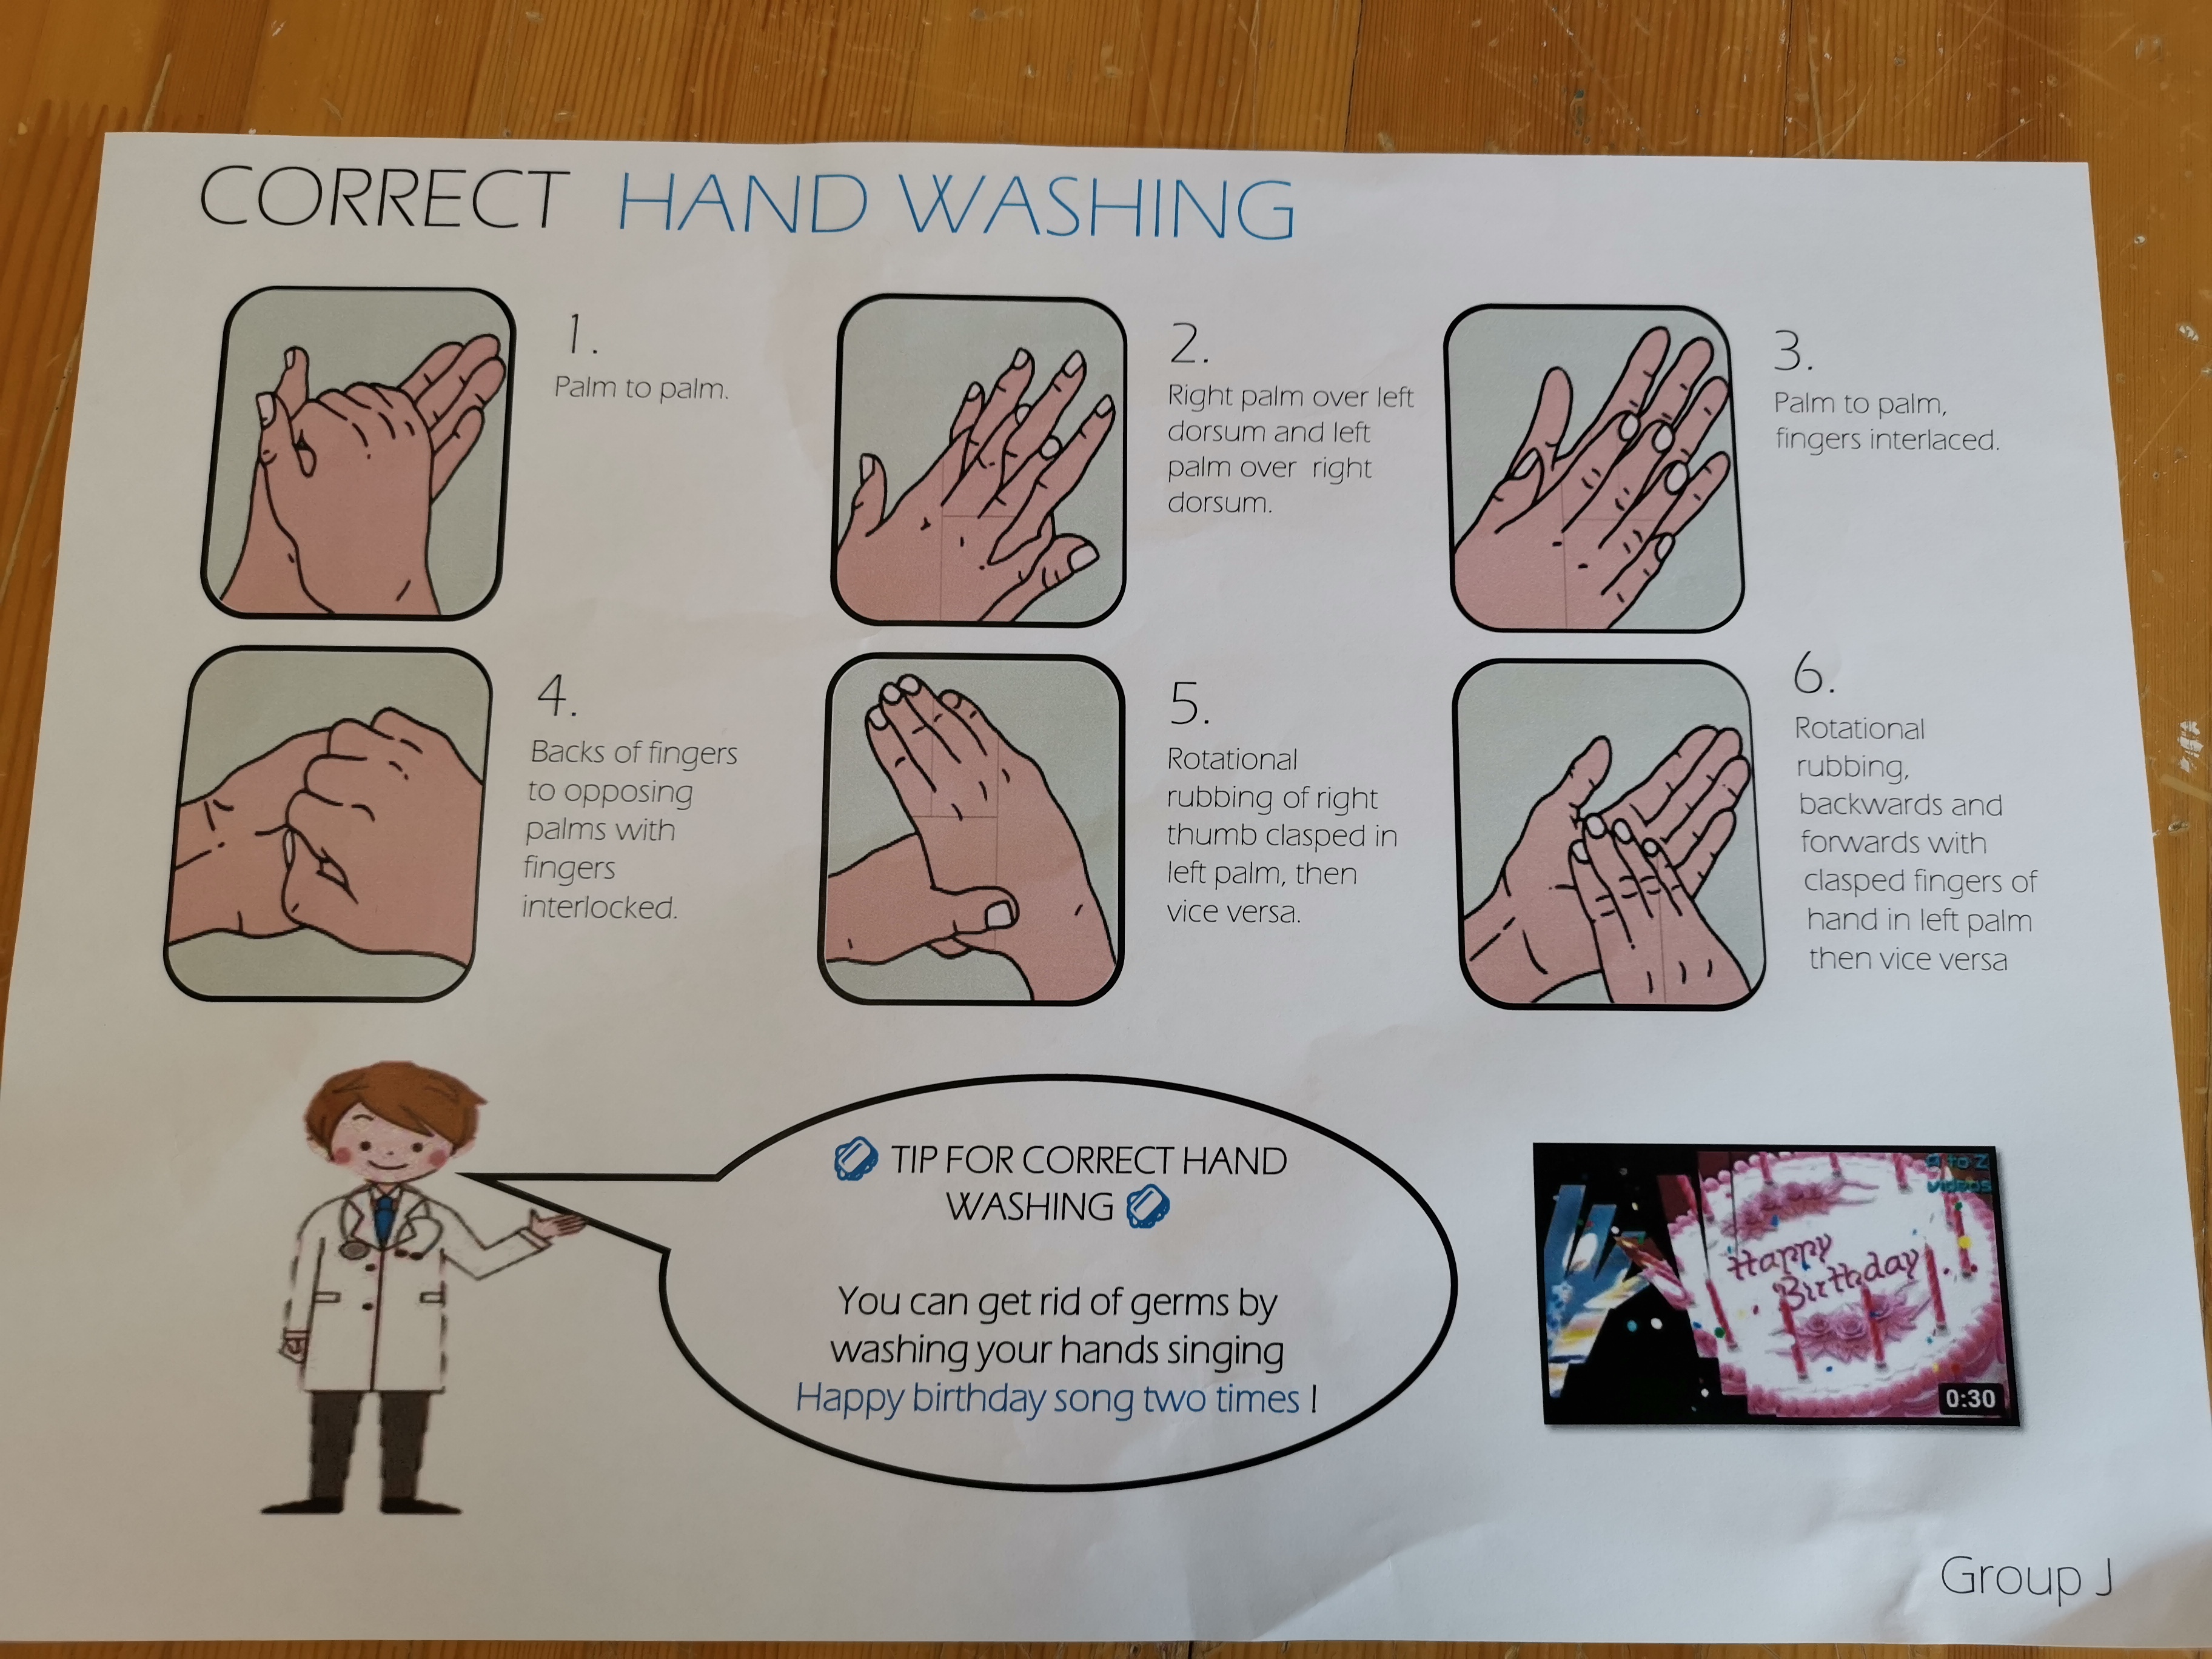 CORRECT HAND WASHING
1.
Palm to palm.
2.
Right palm over left
dorsum and left
palm over right
dorsum.
3.
Palm to palm,
fingers interlaced.
4.
Backs of fingers
to opposing
palms with
fingers
interlocked.
5.
Rotational
rubbing of right
thumb clasped in
left palm, then
vice versa.
6.
Rotational
rubbing,
backwards and
forwards with
clasped fingers of
hand in left palm
then vice versa
TIP FOR CORRECT HAND
WASHING
You can get rid of germs by
washing your hands singing
Happy birthday song two times !
A to Z
videos
Happy
Birthday
0:30
Group J